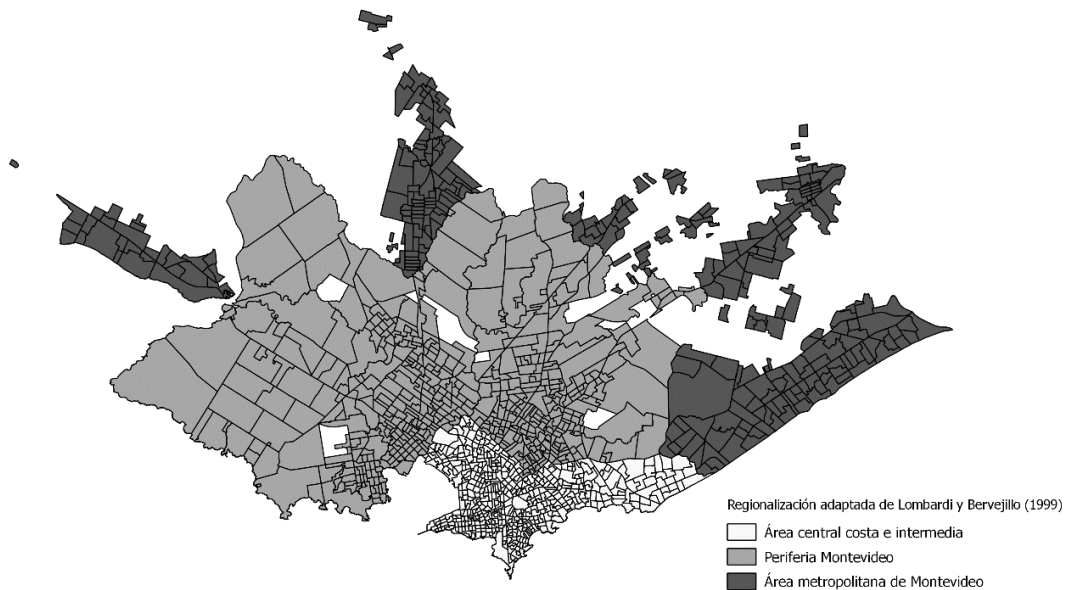 Regionalización adaptada de Lombardi y Bervejillo (1999)
Área central costa e intermedia
Periferia Montevideo
Área metropolitana de Montevideo